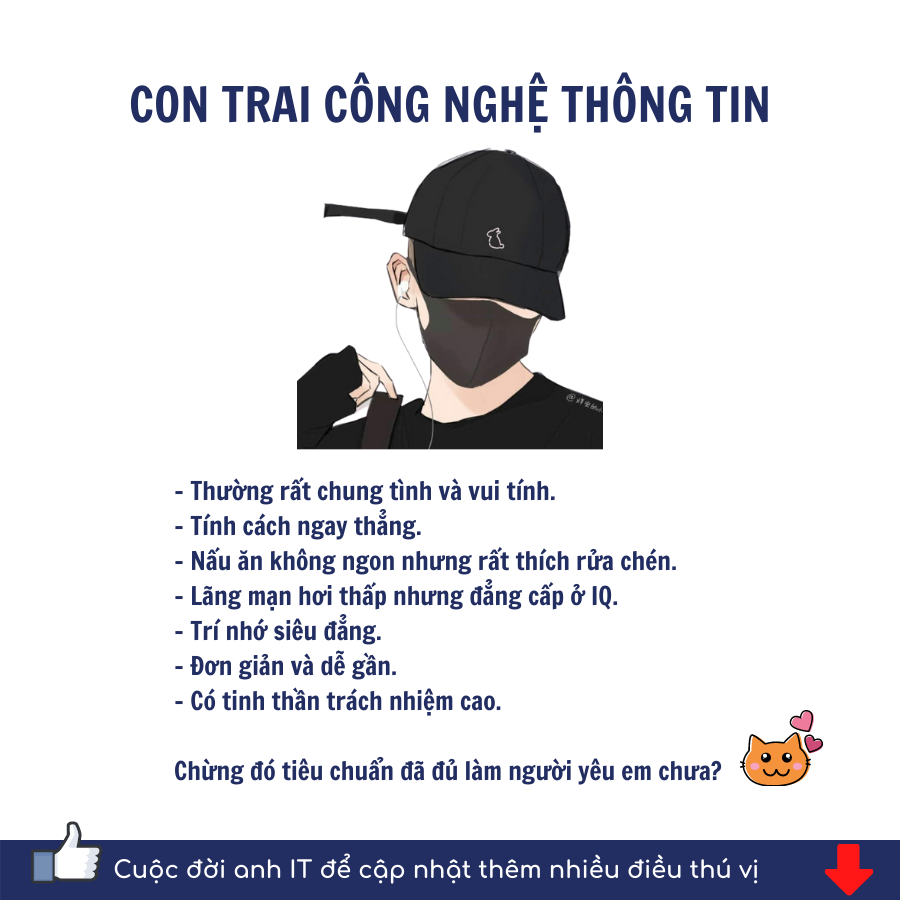 CON TRAI CÔNG NGHỆ THÔNG TIN
- Thường rất chung tình và vui tính.
- Tính cách ngay thẳng.
- Nấu ăn không ngon nhưng rất thích rửa chén.
- Lãng mạn hơi thấp nhưng đẳng cấp ở IQ.
- Trí nhớ siêu đẳng.
- Đơn giản và dễ gần.
- Có tinh thần trách nhiệm cao.
Chừng đó tiêu chuẩn đã đủ làm người yêu em chưa?
Cuộc đời anh IT để cập nhật thêm nhiều điều thú vị